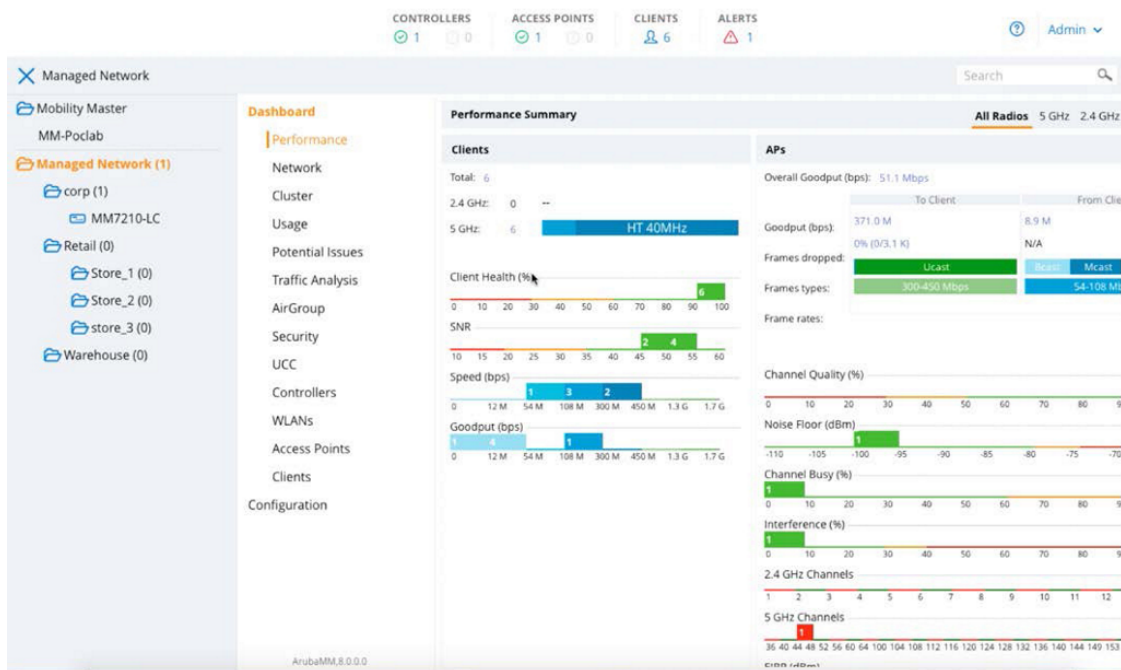 CONTROLLERS ACCESS POINTS CLIENTS ALERTS
1 0 1 0 6 1
Admin
Managed Network
Search
Mobility Master
MM-Poclab
Managed Network (1)
corp (1)
MM7210-LC
Retail (0)
Store_1 (0)
Store_2 (0)
store_3 (0)
Warehouse (0)
Dashboard
Performance
Network
Cluster
Usage
Potential Issues
Traffic Analysis
AirGroup
Security
UCC
Controllers
WLANs
Access Points
Clients
Configuration
ArubaMM,8.0.0.0
Performance Summary
All Radios 5 GHz 2.4 GHz
Clients
Total: 6
2.4 GHz: 0 --
5 GHz: 6 HT 40MHz
Client Health (%)
6
0 10 20 30 40 50 60 70 80 90 100
SNR
2 4
10 15 20 25 30 35 40 45 50 55 60
Speed (bps)
1 3 2
0 12 M 54 M 108 M 300 M 450 M 1.3 G 1.7 G
Goodput (bps)
1 4 1
0 12 M 54 M 108 M 300 M 450 M 1.3 G 1.7 G
APs
Overall Goodput (bps): 51.1 Mbps
To Client From Clie
Goodput (bps): 371.0 M 8.9 M
Frames dropped: 0% (0/3.1 K) N/A
Frames types: Ucast Bcast Mcast
Frame rates: 300-450 Mbps 54-108 Mb
Channel Quality (%)
0 10 20 30 40 50 60 70 80 9
Noise Floor (dBm)
1
-110 -105 -100 -95 -90 -85 -80 -75 -70
Channel Busy (%)
1
0 10 20 30 40 50 60 70 80 9
Interference (%)
1
0 10 20 30 40 50 60 70 80 9
2.4 GHz Channels
1 2 3 4 5 6 7 8 9 10 11 12
5 GHz Channels
1
36 40 44 48 52 56 60 64 100 104 108 112 116 120 124 128 132 136 140 144 149 153
EIRP (dBm)